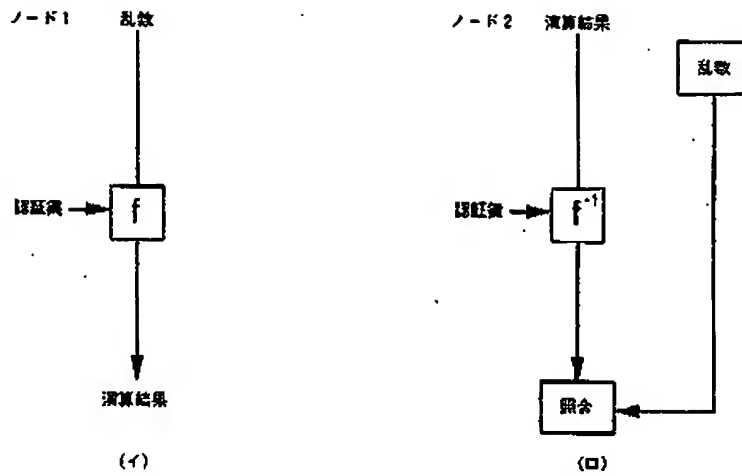 ノード1 乱数
認証鍵
f
演算結果
(イ)
ノード2 演算結果
乱数
認証鍵
f⁻¹
照合
(ロ)